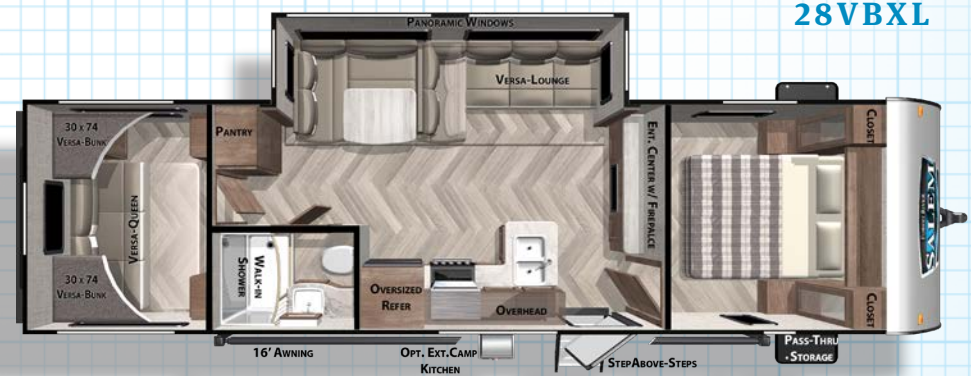 28VBXL
PANORAMIC WINDOWS
VERSA-LOUNGE
30 x 74
VERSA-BUNK
PANTRY
ENT. CENTER W/ FIREPALCE
CLOSET
VERSA-QUEEN
SALEM
30 x 74
VERSA-BUNK
WALK-IN
SHOWER
OVERSIZED
REFER
OVERHEAD
CLOSET
16' AWNING
OPT. EXT.CAMP
KITCHEN
STEPABOVE-STEPS
PASS-THRU
STORAGE